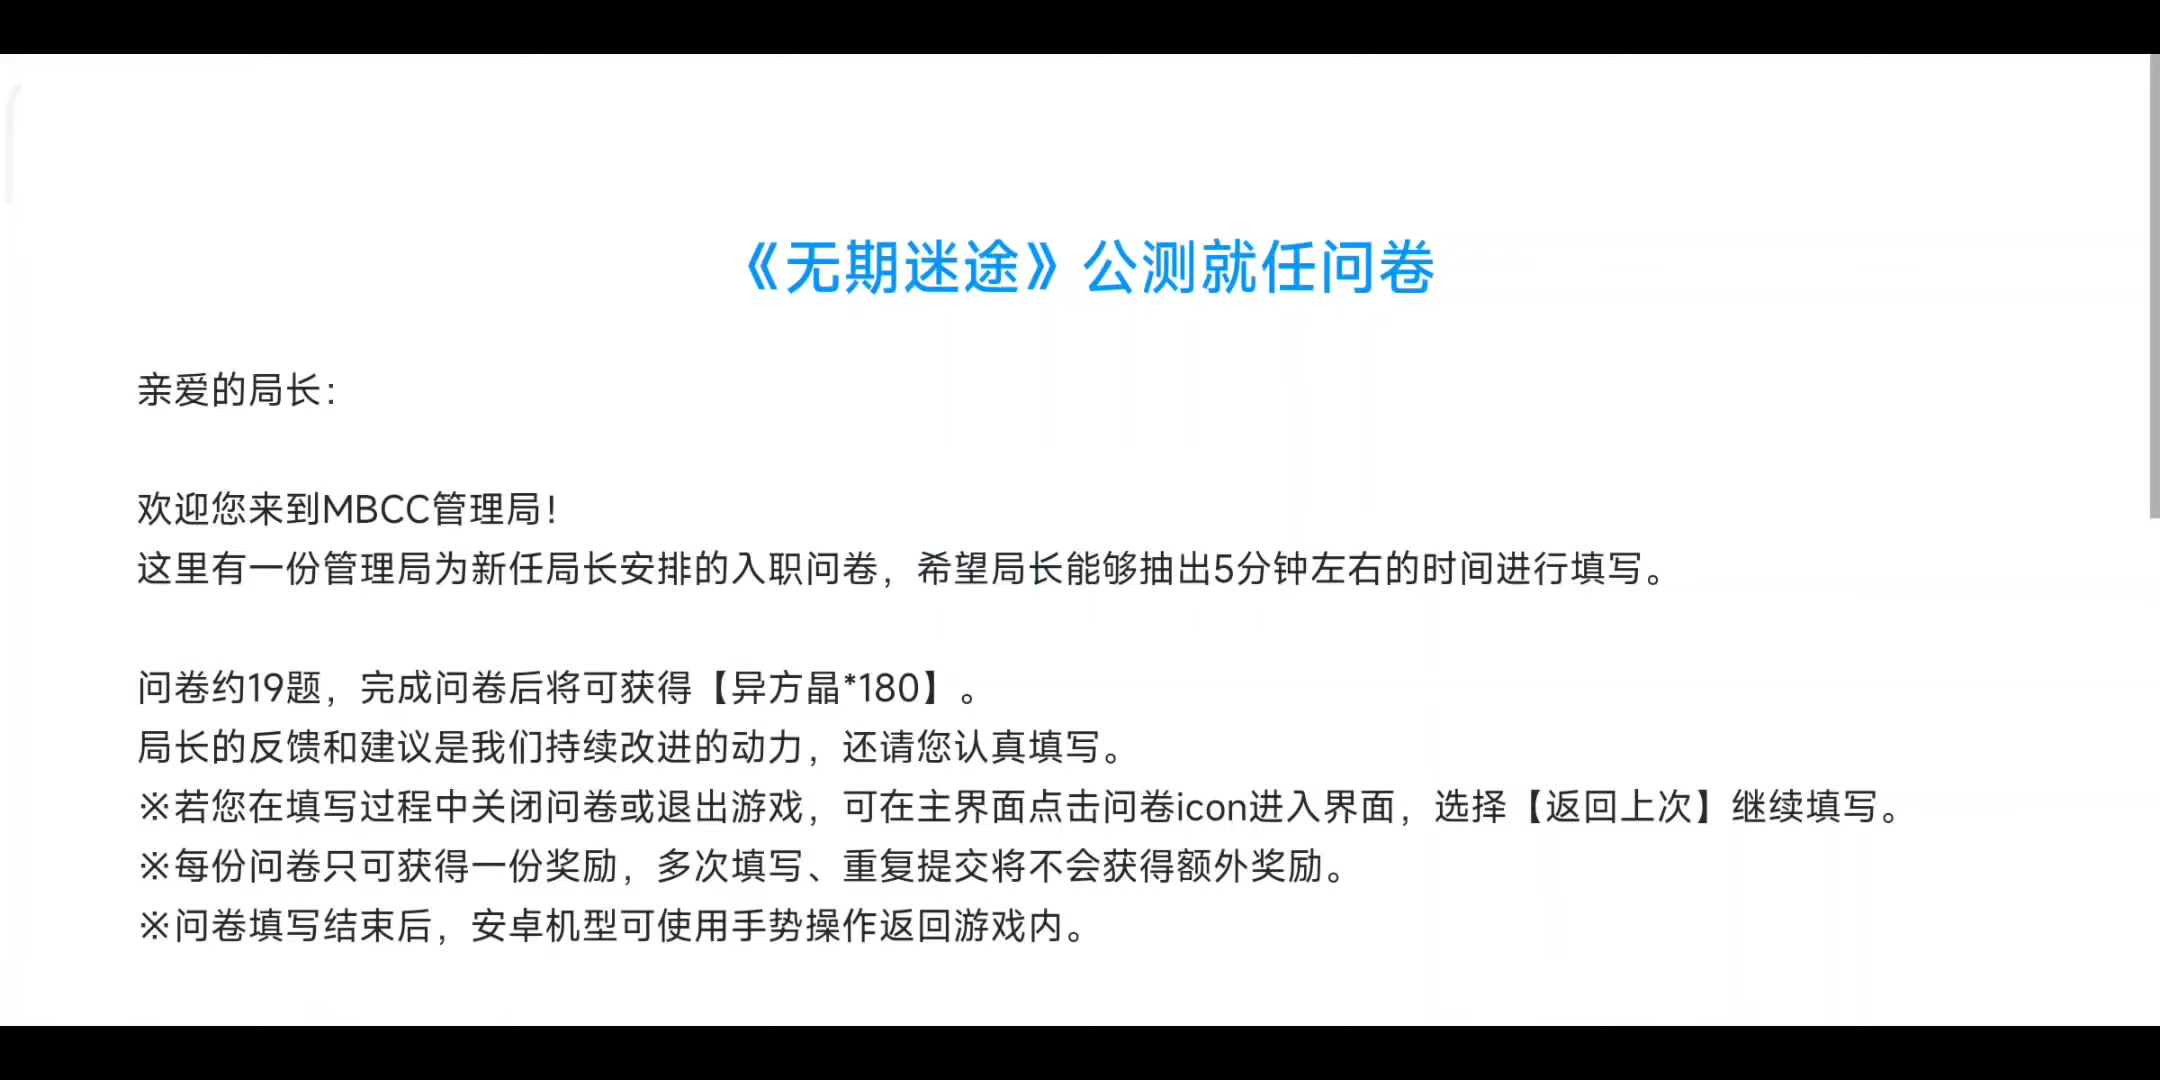 《无期迷途》公测就任问卷
亲爱的局长：
欢迎您来到MBCC管理局！
这里有一份管理局为新任局长安排的入职问卷，希望局长能够抽出5分钟左右的时间进行填写。
问卷约19题，完成问卷后将可获得【异方晶*180】。
局长的反馈和建议是我们持续改进的动力，还请您认真填写。
※若您在填写过程中关闭问卷或退出游戏，可在主界面点击问卷icon进入界面，选择【返回上次】继续填写。
※每份问卷只可获得一份奖励，多次填写、重复提交将不会获得额外奖励。
※问卷填写结束后，安卓机型可使用手势操作返回游戏内。